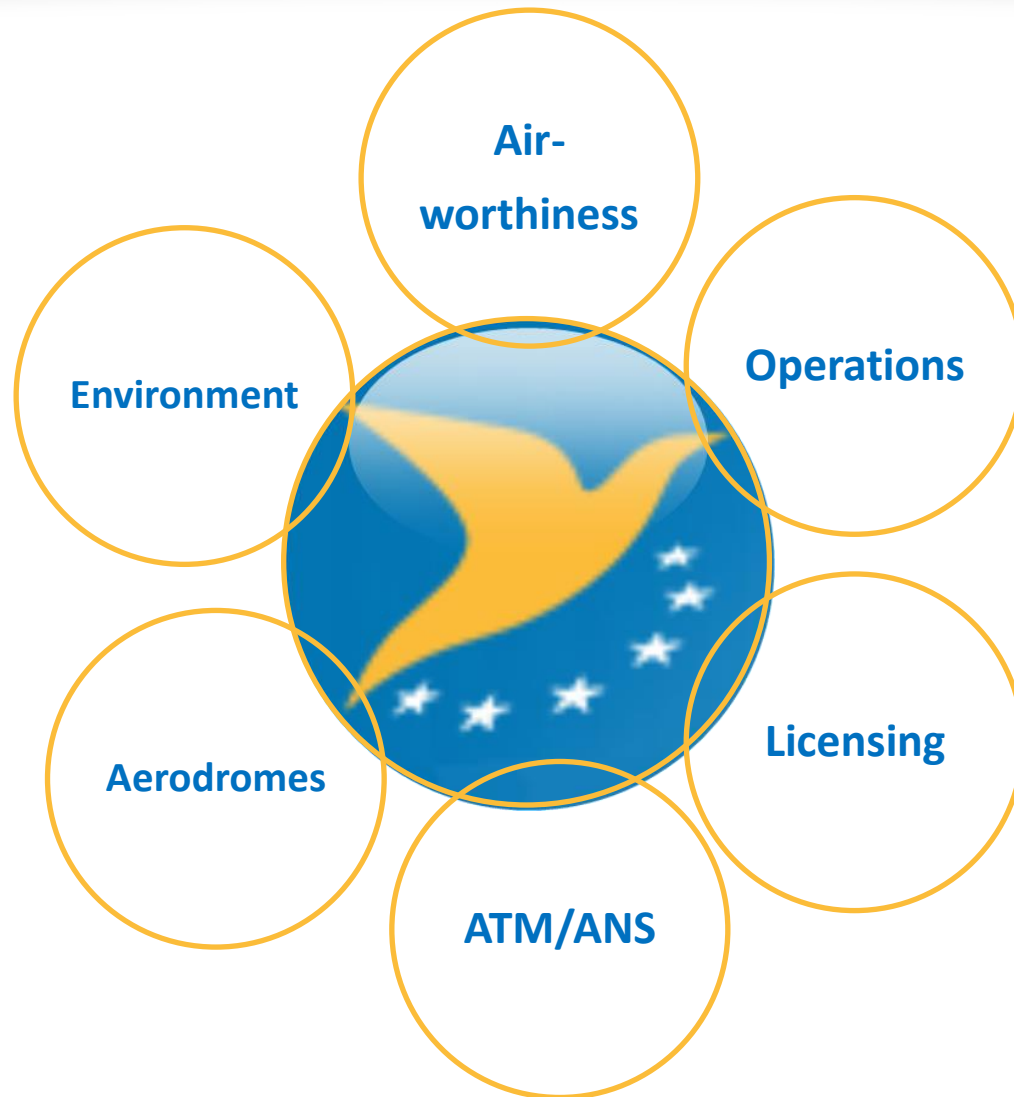 Air-
worthiness
Operations
Environment
Licensing
Aerodromes
ATM/ANS